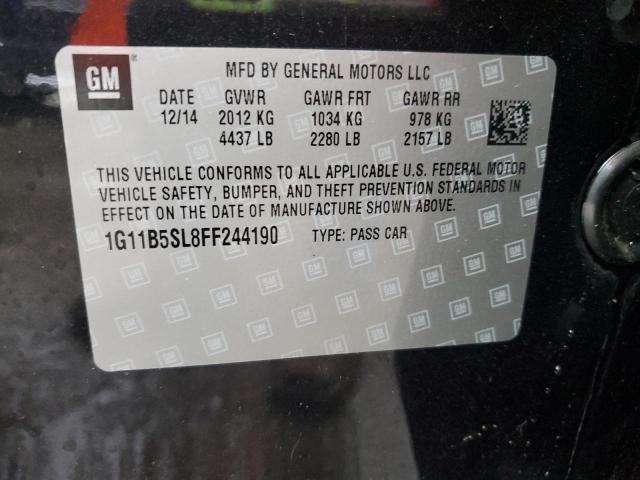 GM
MFD BY GENERAL MOTORS LLC
DATE GVWR GAWR FRT GAWR RR
12/14 2012 KG 1034 KG 978 KG
4437 LB 2280 LB 2157 LB
THIS VEHICLE CONFORMS TO ALL APPLICABLE U.S. FEDERAL MOTOR
VEHICLE SAFETY, BUMPER, AND THEFT PREVENTION STANDARDS IN
EFFECT ON THE DATE OF MANUFACTURE SHOWN ABOVE.
1G11B5SL8FF244190 TYPE: PASS CAR